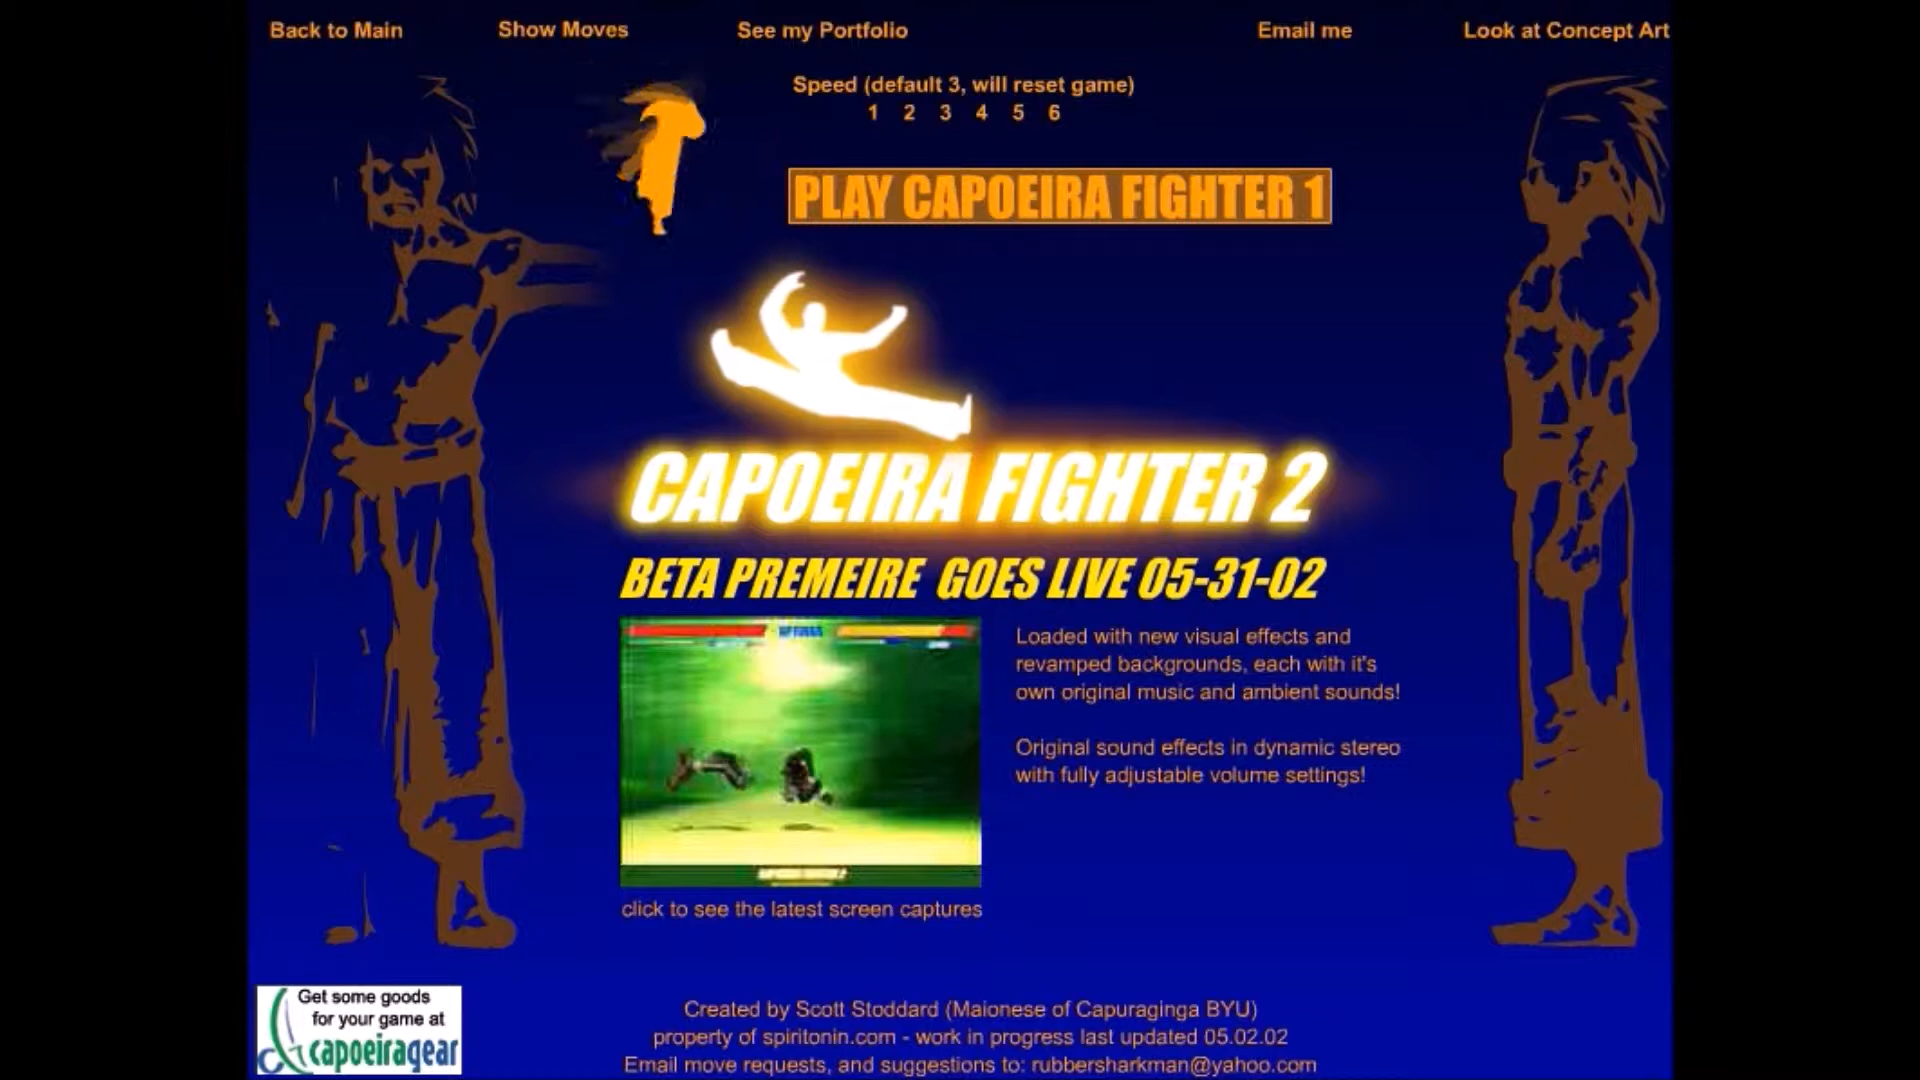 Back to Main
Show Moves
See my Portfolio
Email me
Look at Concept Art
Speed (default 3, will reset game)
1 2 3 4 5 6
PLAY CAPOEIRA FIGHTER 1
CAPOEIRA FIGHTER 2
BETA PREMEIRE GOES LIVE 05-31-02
Loaded with new visual effects and
revamped backgrounds, each with it's
own original music and ambient sounds!
Original sound effects in dynamic stereo
with fully adjustable volume settings!
CAPOEIRA FIGHTER 2
click to see the latest screen captures
Get some goods
for your game at
capoeiragear
Created by Scott Stoddard (Maionese of Capuraginga BYU)
property of spiritonin.com - work in progress last updated 05.02.02
Email move requests, and suggestions to: rubbersharkman@yahoo.com